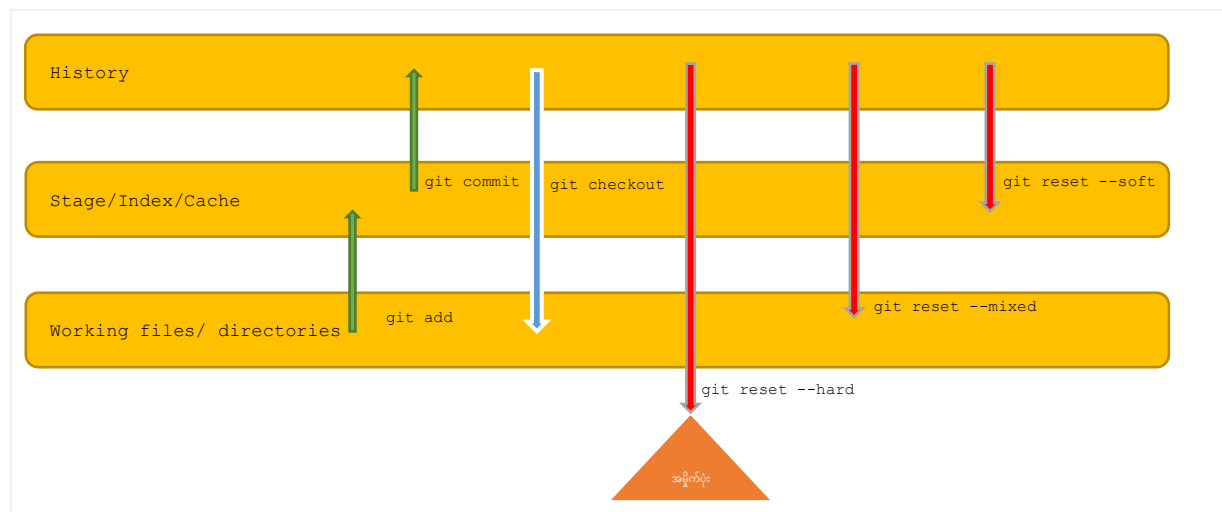 History
git commit
git checkout
git reset --soft
Stage/Index/Cache
git add
git reset --mixed
Working files/ directories
git reset --hard
အမှိုက်ပုံး